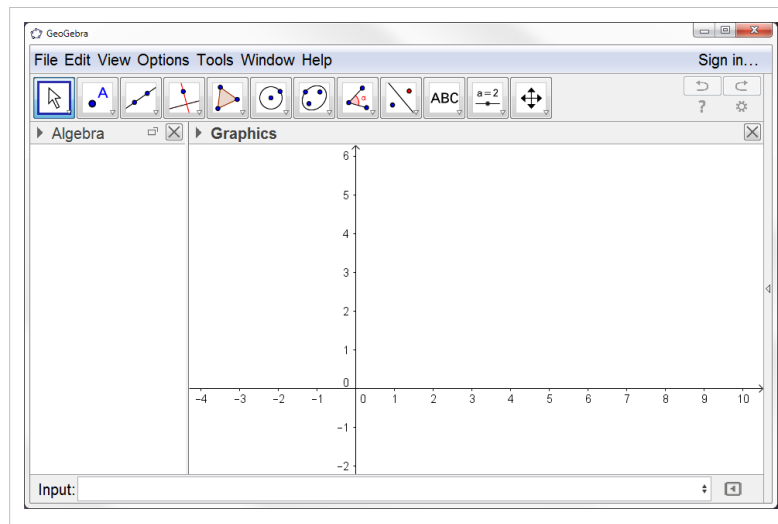 GeoGebra
File Edit View Options Tools Window Help Sign in...
A α ABC a=2 ?
Algebra Graphics
6
5
4
3
2
1
0
-4 -3 -2 -1 0 1 2 3 4 5 6 7 8 9 10
-1
-2
Input: